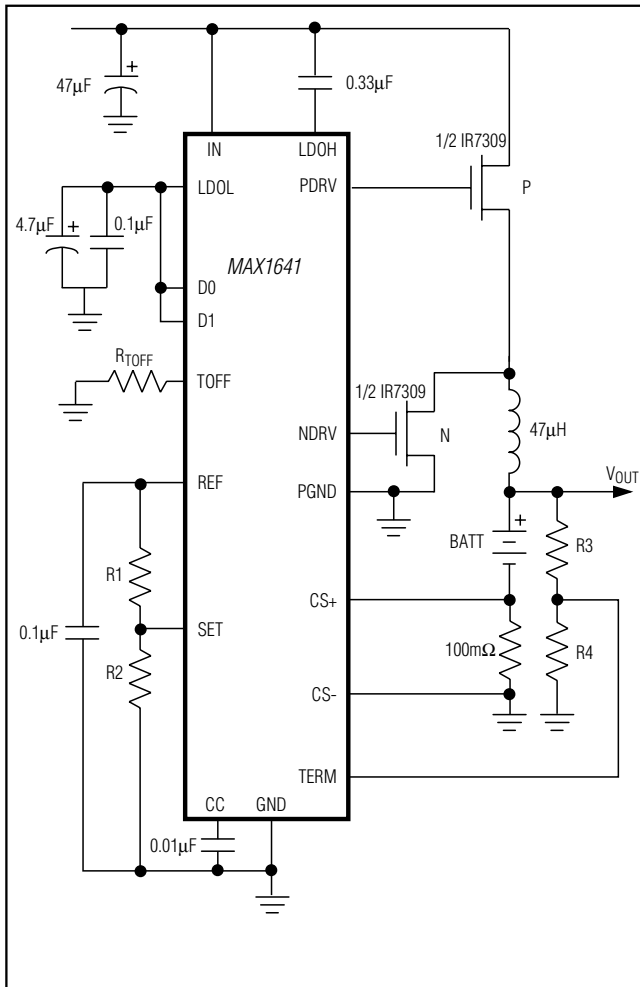 47µF
+
0.33µF
1/2 IR7309
IN
LDOH
LDOL
PDRV
P
4.7µF
+
0.1µF
MAX1641
D0
D1
RTOFF
TOFF
1/2 IR7309
NDRV
N
47µH
REF
PGND
VOUT
+
BATT
R3
R1
CS+
0.1µF
SET
R2
100mΩ
R4
CS-
TERM
CC
GND
0.01µF